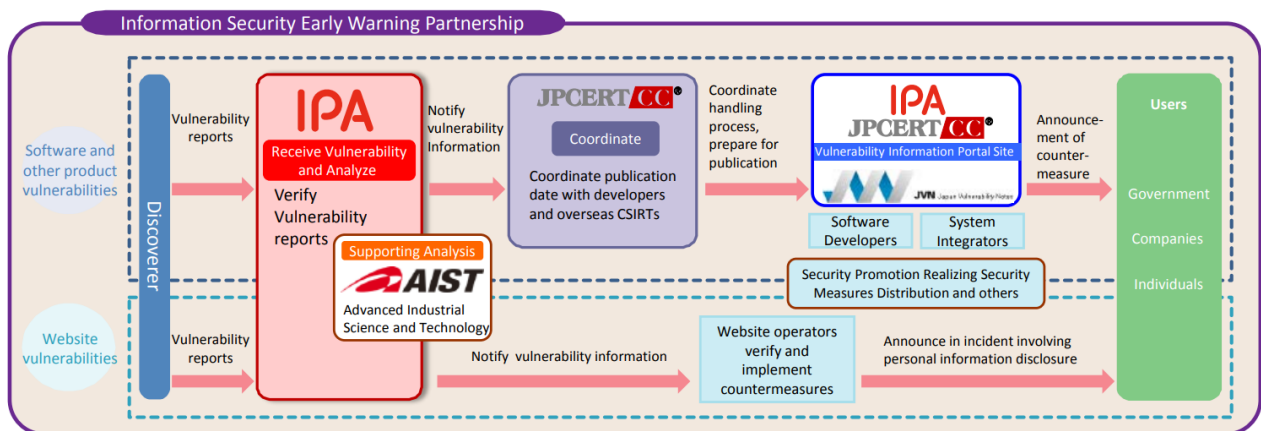 Information Security Early Warning Partnership
Software and
other product
vulnerabilities
Website
vulnerabilities
Discoverer
Vulnerability
reports
IPA
Receive Vulnerability
and Analyze
Verify
Vulnerability
reports
Supporting Analysis
AIST
Advanced Industrial
Science and Technology
Notify
vulnerability
Information
JPCERT CC®
Coordinate
Coordinate publication
date with developers
and overseas CSIRTs
Coordinate
handling
process,
prepare for
publication
IPA
JPCERT CC®
Vulnerability Information Portal Site
JVN Japan Vulnerability Notes
Software
Developers
System
Integrators
Security Promotion Realizing Security
Measures Distribution and others
Announce-
ment of
counter-
measure
Users
Government
Companies
Individuals
Vulnerability
reports
Notify vulnerability information
Website operators
verify and
implement
countermeasures
Announce in incident involving
personal information disclosure